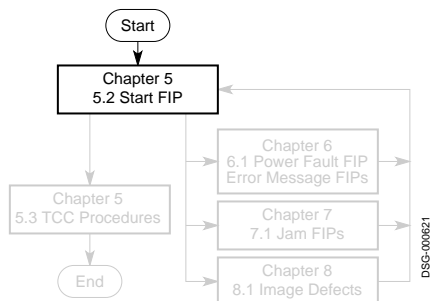 Start
Chapter 5
5.2 Start FIP
Chapter 6
6.1 Power Fault FIP
Error Message FIPs
Chapter 5
5.3 TCC Procedures
Chapter 7
7.1 Jam FIPs
End
Chapter 8
8.1 Image Defects
DSG-000621